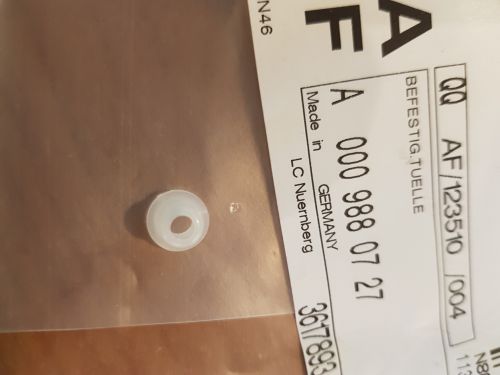 N46
A
F
QQ AF/123510 /004
BEFESTIG.TUELLE
A 000 988 07 27
Made in GERMANY
LC Nuernberg
3617893